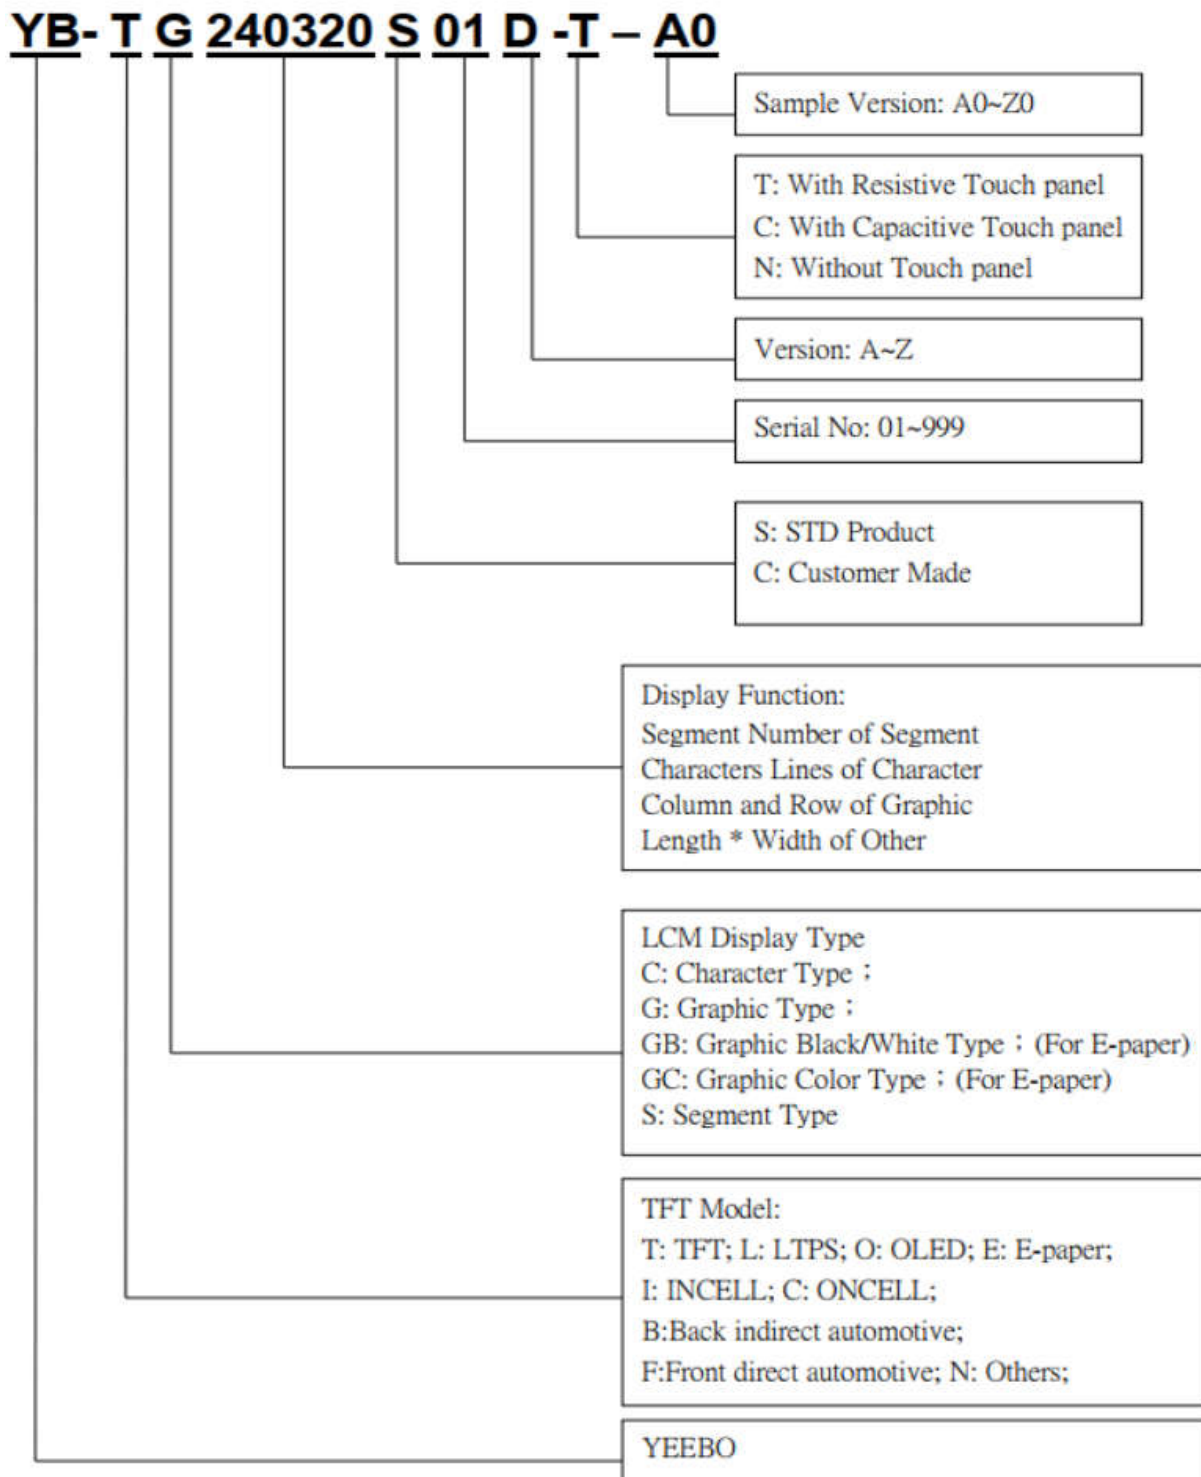 YB- T G 240320 S 01 D -T – A0
Sample Version: A0~Z0
T: With Resistive Touch panel
C: With Capacitive Touch panel
N: Without Touch panel
Version: A~Z
Serial No: 01~999
S: STD Product
C: Customer Made
Display Function:
Segment Number of Segment
Characters Lines of Character
Column and Row of Graphic
Length * Width of Other
LCM Display Type
C: Character Type；
G: Graphic Type；
GB: Graphic Black/White Type；(For E-paper)
GC: Graphic Color Type；(For E-paper)
S: Segment Type
TFT Model:
T: TFT; L: LTPS; O: OLED; E: E-paper;
I: INCELL; C: ONCELL;
B:Back indirect automotive;
F:Front direct automotive; N: Others;
YEEBO